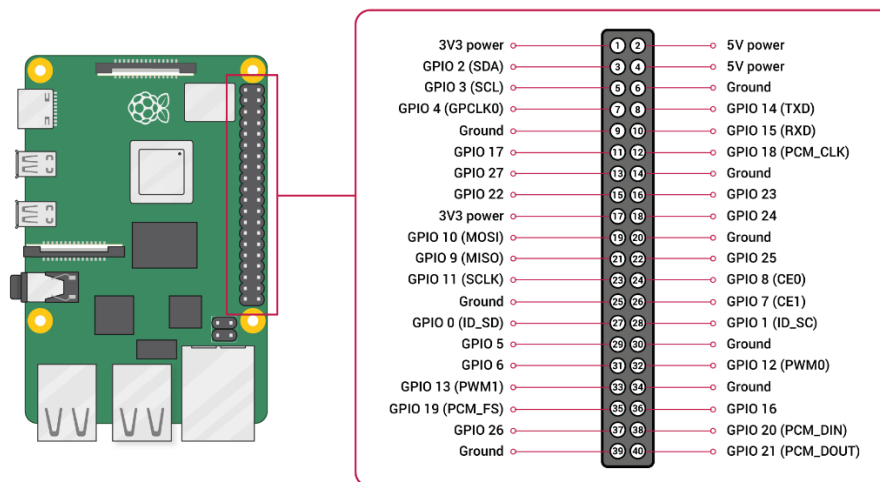 3V3 power 1 2 5V power
GPIO 2 (SDA) 3 4 5V power
GPIO 3 (SCL) 5 6 Ground
GPIO 4 (GPCLK0) 7 8 GPIO 14 (TXD)
Ground 9 10 GPIO 15 (RXD)
GPIO 17 11 12 GPIO 18 (PCM_CLK)
GPIO 27 13 14 Ground
GPIO 22 15 16 GPIO 23
3V3 power 17 18 GPIO 24
GPIO 10 (MOSI) 19 20 Ground
GPIO 9 (MISO) 21 22 GPIO 25
GPIO 11 (SCLK) 23 24 GPIO 8 (CE0)
Ground 25 26 GPIO 7 (CE1)
GPIO 0 (ID_SD) 27 28 GPIO 1 (ID_SC)
GPIO 5 29 30 Ground
GPIO 6 31 32 GPIO 12 (PWM0)
GPIO 13 (PWM1) 33 34 Ground
GPIO 19 (PCM_FS) 35 36 GPIO 16
GPIO 26 37 38 GPIO 20 (PCM_DIN)
Ground 39 40 GPIO 21 (PCM_DOUT)